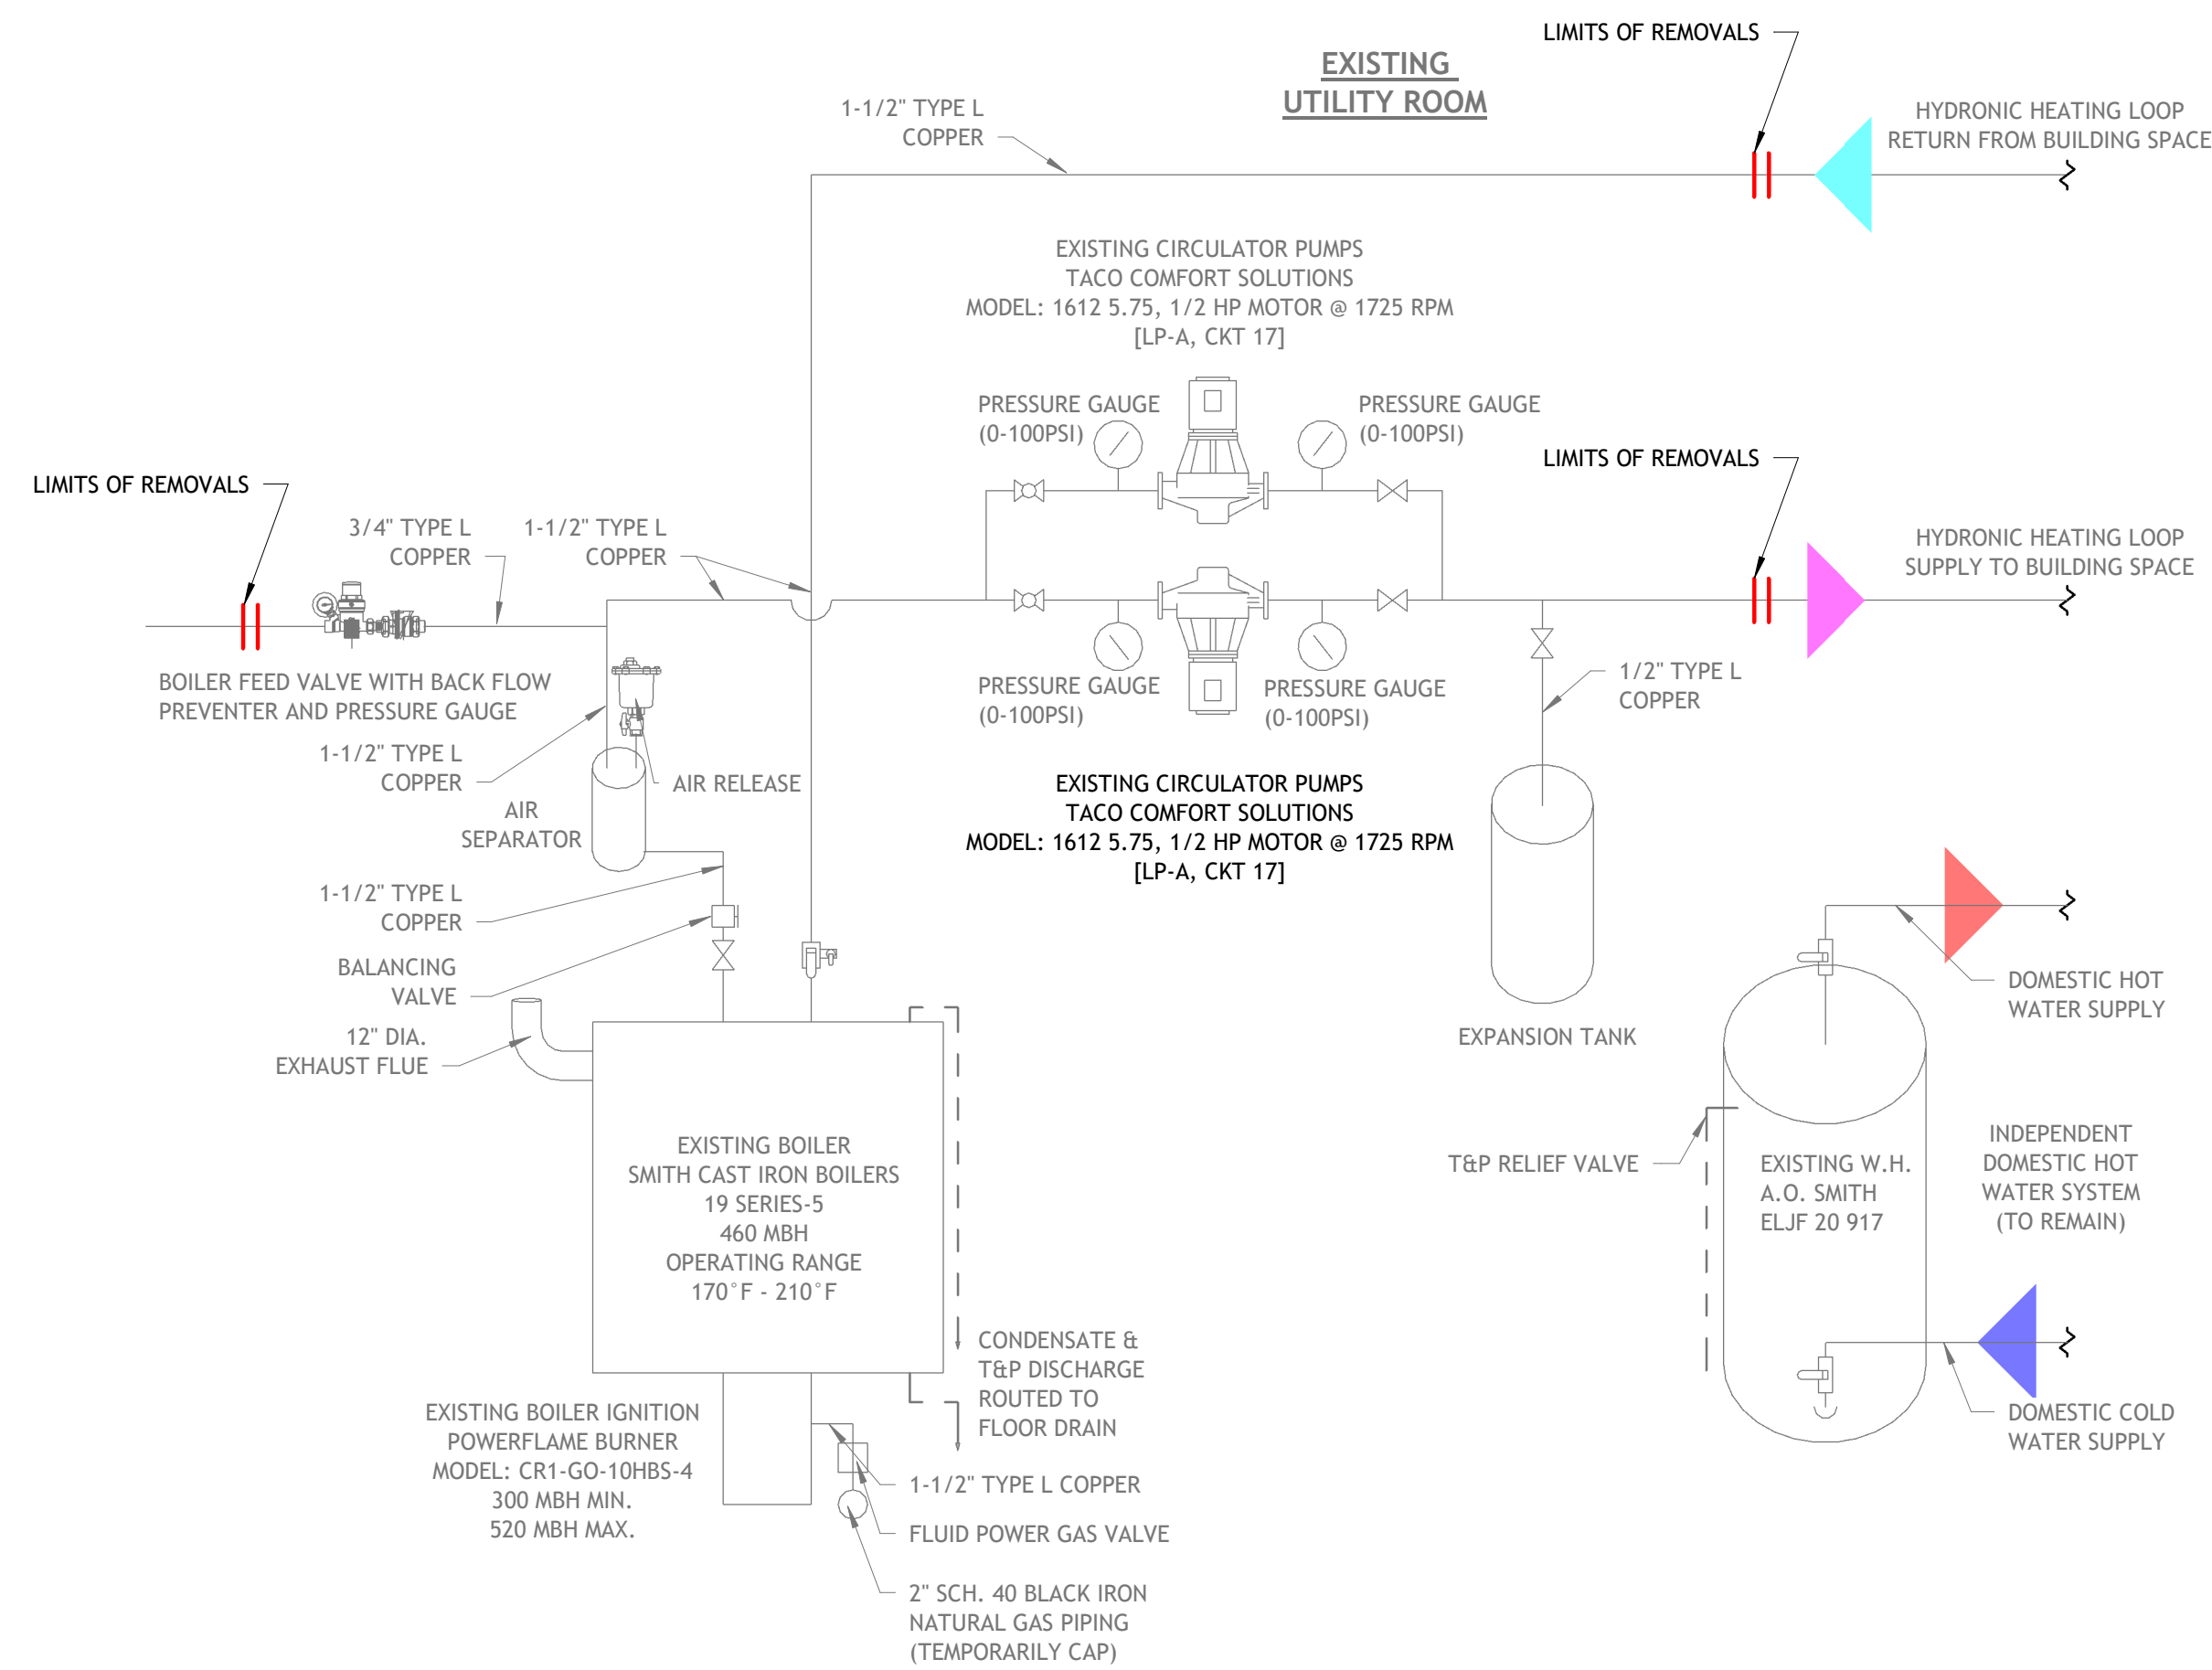 LIMITS OF REMOVALS
EXISTING
UTILITY ROOM
1-1/2" TYPE L
COPPER
HYDRONIC HEATING LOOP
RETURN FROM BUILDING SPACE
EXISTING CIRCULATOR PUMPS
TACO COMFORT SOLUTIONS
MODEL: 1612 5.75, 1/2 HP MOTOR @ 1725 RPM
[LP-A, CKT 17]
PRESSURE GAUGE
(0-100PSI)
PRESSURE GAUGE
(0-100PSI)
LIMITS OF REMOVALS
LIMITS OF REMOVALS
3/4" TYPE L
COPPER
1-1/2" TYPE L
COPPER
HYDRONIC HEATING LOOP
SUPPLY TO BUILDING SPACE
BOILER FEED VALVE WITH BACK FLOW
PREVENTER AND PRESSURE GAUGE
PRESSURE GAUGE
(0-100PSI)
PRESSURE GAUGE
(0-100PSI)
1/2" TYPE L
COPPER
1-1/2" TYPE L
COPPER
AIR RELEASE
AIR
SEPARATOR
EXISTING CIRCULATOR PUMPS
TACO COMFORT SOLUTIONS
MODEL: 1612 5.75, 1/2 HP MOTOR @ 1725 RPM
[LP-A, CKT 17]
1-1/2" TYPE L
COPPER
BALANCING
VALVE
12" DIA.
EXHAUST FLUE
EXPANSION TANK
DOMESTIC HOT
WATER SUPPLY
EXISTING BOILER
SMITH CAST IRON BOILERS
19 SERIES-5
460 MBH
OPERATING RANGE
170°F - 210°F
T&P RELIEF VALVE
EXISTING W.H.
A.O. SMITH
ELJF 20 917
INDEPENDENT
DOMESTIC HOT
WATER SYSTEM
(TO REMAIN)
CONDENSATE &
T&P DISCHARGE
ROUTED TO
FLOOR DRAIN
EXISTING BOILER IGNITION
POWERFLAME BURNER
MODEL: CR1-GO-10HBS-4
300 MBH MIN.
520 MBH MAX.
DOMESTIC COLD
WATER SUPPLY
1-1/2" TYPE L COPPER
FLUID POWER GAS VALVE
2" SCH. 40 BLACK IRON
NATURAL GAS PIPING
(TEMPORARILY CAP)